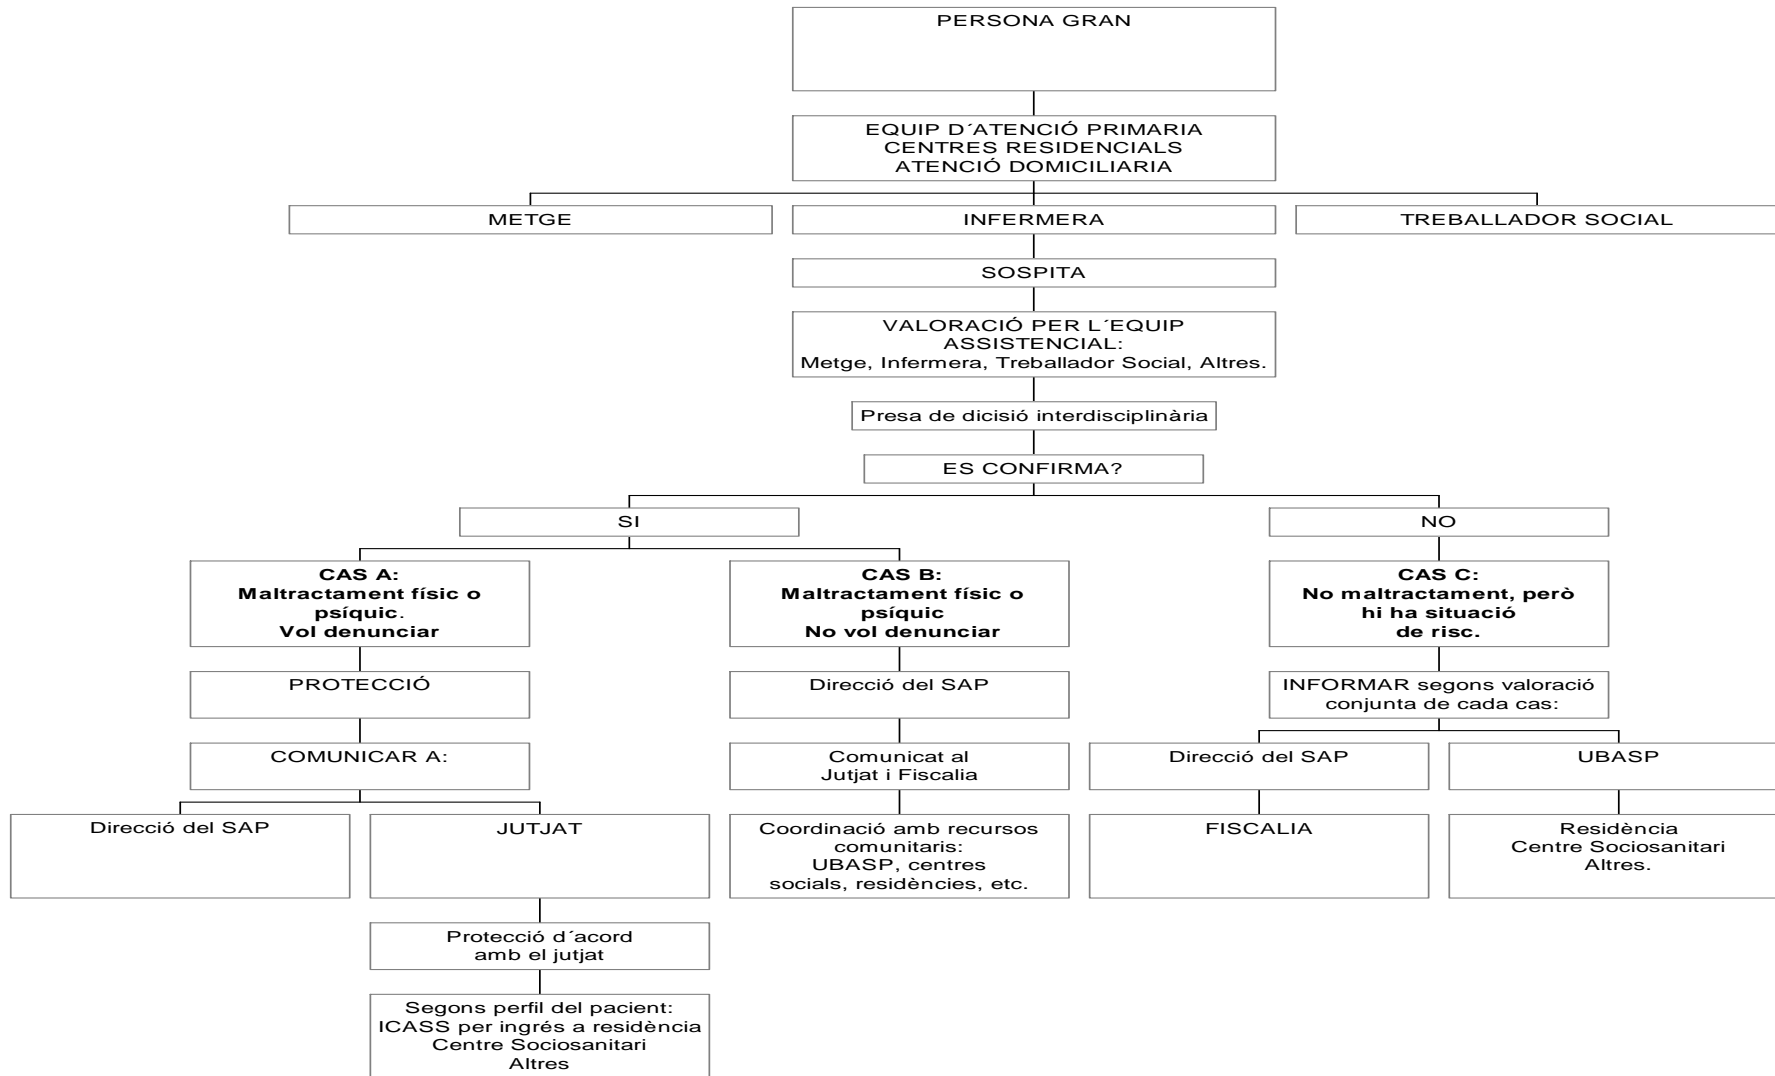 PERSONA GRAN
EQUIP D´ATENCIÓ PRIMARIA
CENTRES RESIDENCIALS
ATENCIÓ DOMICILIARIA
METGE
INFERMERA
TREBALLADOR SOCIAL
SOSPITA
VALORACIÓ PER L´EQUIP
ASSISTENCIAL:
Metge, Infermera, Treballador Social, Altres.
Presa de dicisió interdisciplinària
ES CONFIRMA?
SI
NO
CAS A:
Maltractament físic o
psíquic.
Vol denunciar
CAS B:
Maltractament físic o
psíquic
No vol denunciar
CAS C:
No maltractament, però
hi ha situació
de risc.
PROTECCIÓ
Direcció del SAP
INFORMAR segons valoració
conjunta de cada cas:
COMUNICAR A:
Comunicat al
Jutjat i Fiscalia
Direcció del SAP
UBASP
Direcció del SAP
JUTJAT
Coordinació amb recursos
comunitaris:
UBASP, centres
socials, residències, etc.
FISCALIA
Residència
Centre Sociosanitari
Altres.
Protecció d´acord
amb el jutjat
Segons perfil del pacient:
ICASS per ingrés a residència
Centre Sociosanitari
Altres